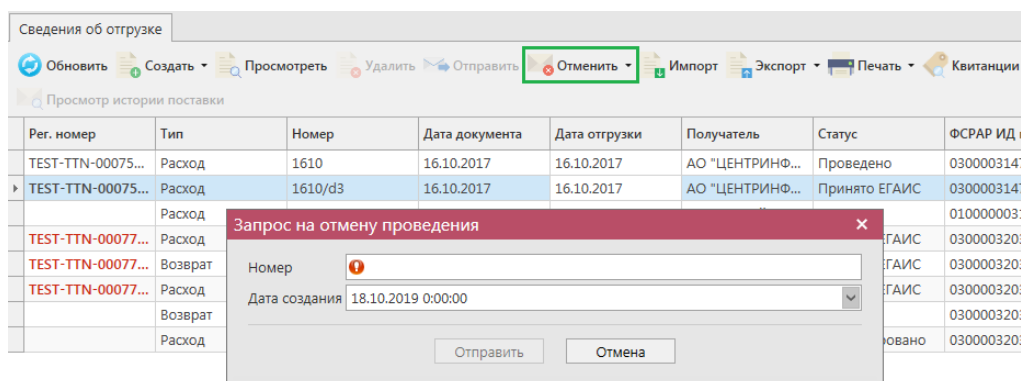 Сведения об отгрузке
Обновить Создать Просмотреть Удалить Отправить Отменить Импорт Экспорт Печать Квитанции
Просмотр истории поставки
Рег. номер Тип Номер Дата документа Дата отгрузки Получатель Статус ФСРАР ИД
TEST-TTN-00075... Расход 1610 16.10.2017 16.10.2017 АО "ЦЕНТРИНФ... Проведено 030000314
TEST-TTN-00075... Расход 1610/d3 16.10.2017 16.10.2017 АО "ЦЕНТРИНФ... Принято ЕГАИС 030000314
Расход 010000003
Запрос на отмену проведения
TEST-TTN-00077... Расход ЕГАИС 030000320
TEST-TTN-00077... Возврат ЕГАИС 030000320
Номер
TEST-TTN-00077... Расход ЕГАИС 030000320
Дата создания 18.10.2019 0:00:00
Возврат 030000320
Расход овано 030000320
Отправить Отмена